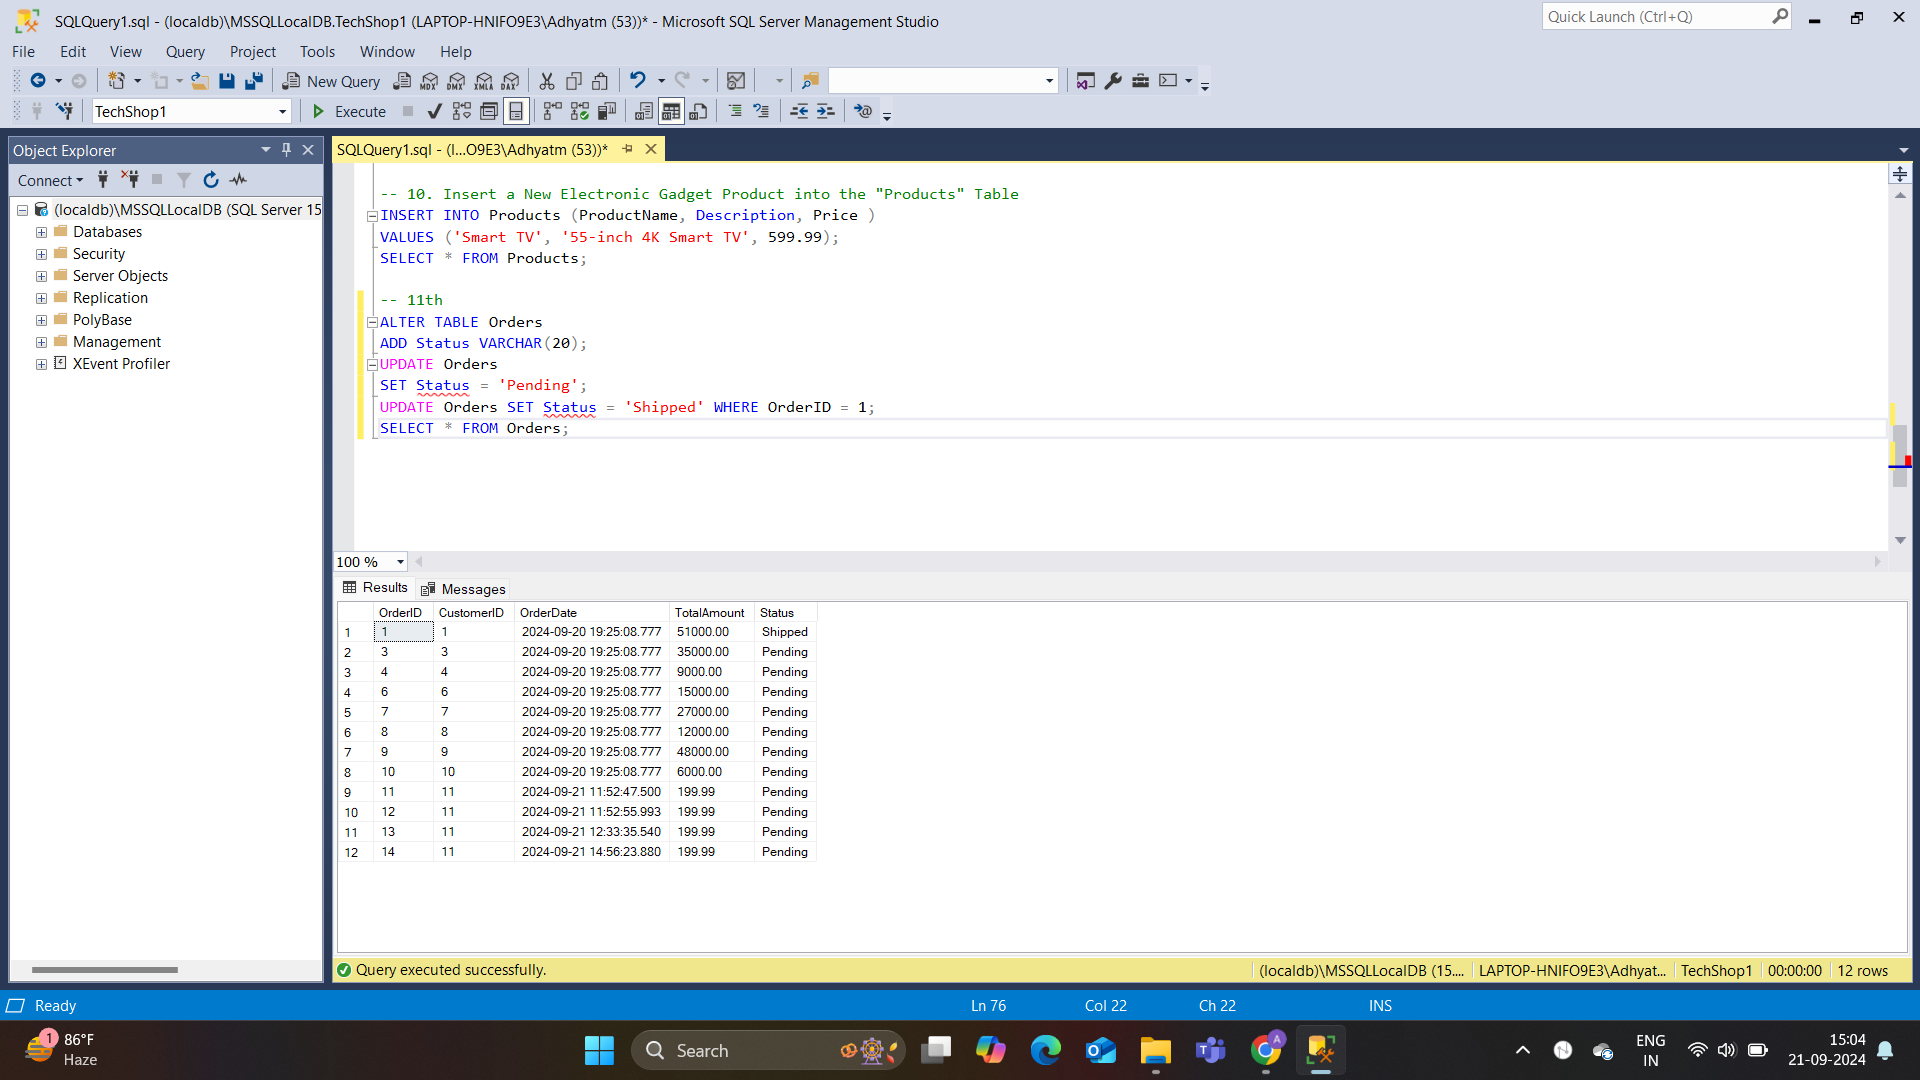 SQLQuery1.sql - (localdb)\MSSQLLocalDB.TechShop1 (LAPTOP-HNIFO9E3\Adhyatm (53))* - Microsoft SQL Server Management Studio
Quick Launch (Ctrl+Q)
File Edit View Query Project Tools Window Help
New Query MDX DMX XMLA DAX
TechShop1 Execute
Object Explorer
SQLQuery1.sql - (l...O9E3\Adhyatm (53))*
Connect
(localdb)\MSSQLLocalDB (SQL Server 15
Databases
Security
Server Objects
Replication
PolyBase
Management
XEvent Profiler
-- 10. Insert a New Electronic Gadget Product into the "Products" Table
INSERT INTO Products (ProductName, Description, Price )
VALUES ('Smart TV', '55-inch 4K Smart TV', 599.99);
SELECT * FROM Products;
-- 11th
ALTER TABLE Orders
ADD Status VARCHAR(20);
UPDATE Orders
SET Status = 'Pending';
UPDATE Orders SET Status = 'Shipped' WHERE OrderID = 1;
SELECT * FROM Orders;
100 %
Results Messages
OrderID CustomerID OrderDate TotalAmount Status
1 1 1 2024-09-20 19:25:08.777 51000.00 Shipped
2 3 3 2024-09-20 19:25:08.777 35000.00 Pending
3 4 4 2024-09-20 19:25:08.777 9000.00 Pending
4 6 6 2024-09-20 19:25:08.777 15000.00 Pending
5 7 7 2024-09-20 19:25:08.777 27000.00 Pending
6 8 8 2024-09-20 19:25:08.777 12000.00 Pending
7 9 9 2024-09-20 19:25:08.777 48000.00 Pending
8 10 10 2024-09-20 19:25:08.777 6000.00 Pending
9 11 11 2024-09-21 11:52:47.500 199.99 Pending
10 12 11 2024-09-21 11:52:55.993 199.99 Pending
11 13 11 2024-09-21 12:33:35.540 199.99 Pending
12 14 11 2024-09-21 14:56:23.880 199.99 Pending
Query executed successfully. (localdb)\MSSQLLocalDB (15.... LAPTOP-HNIFO9E3\Adhyat... TechShop1 00:00:00 12 rows
Ready Ln 76 Col 22 Ch 22 INS
1
86°F
Haze
Search
A
ENG
IN
15:04
21-09-2024